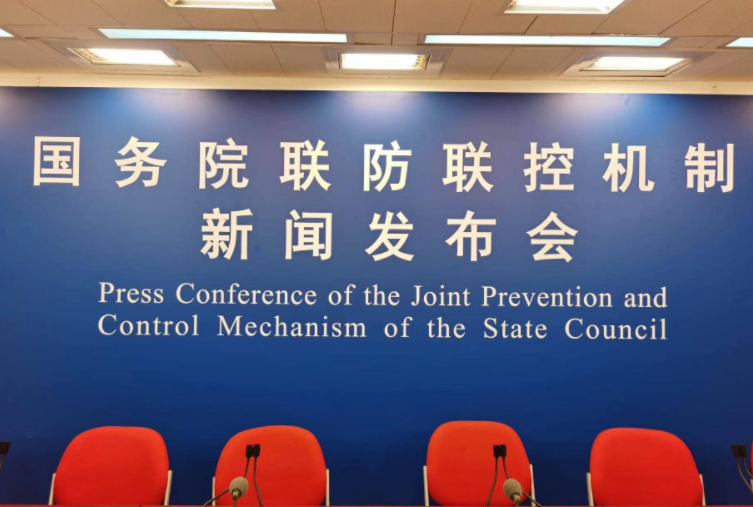 国务院联防联控机制
新闻发布会
Press Conference of the Joint Prevention and
Control Mechanism of the State Council